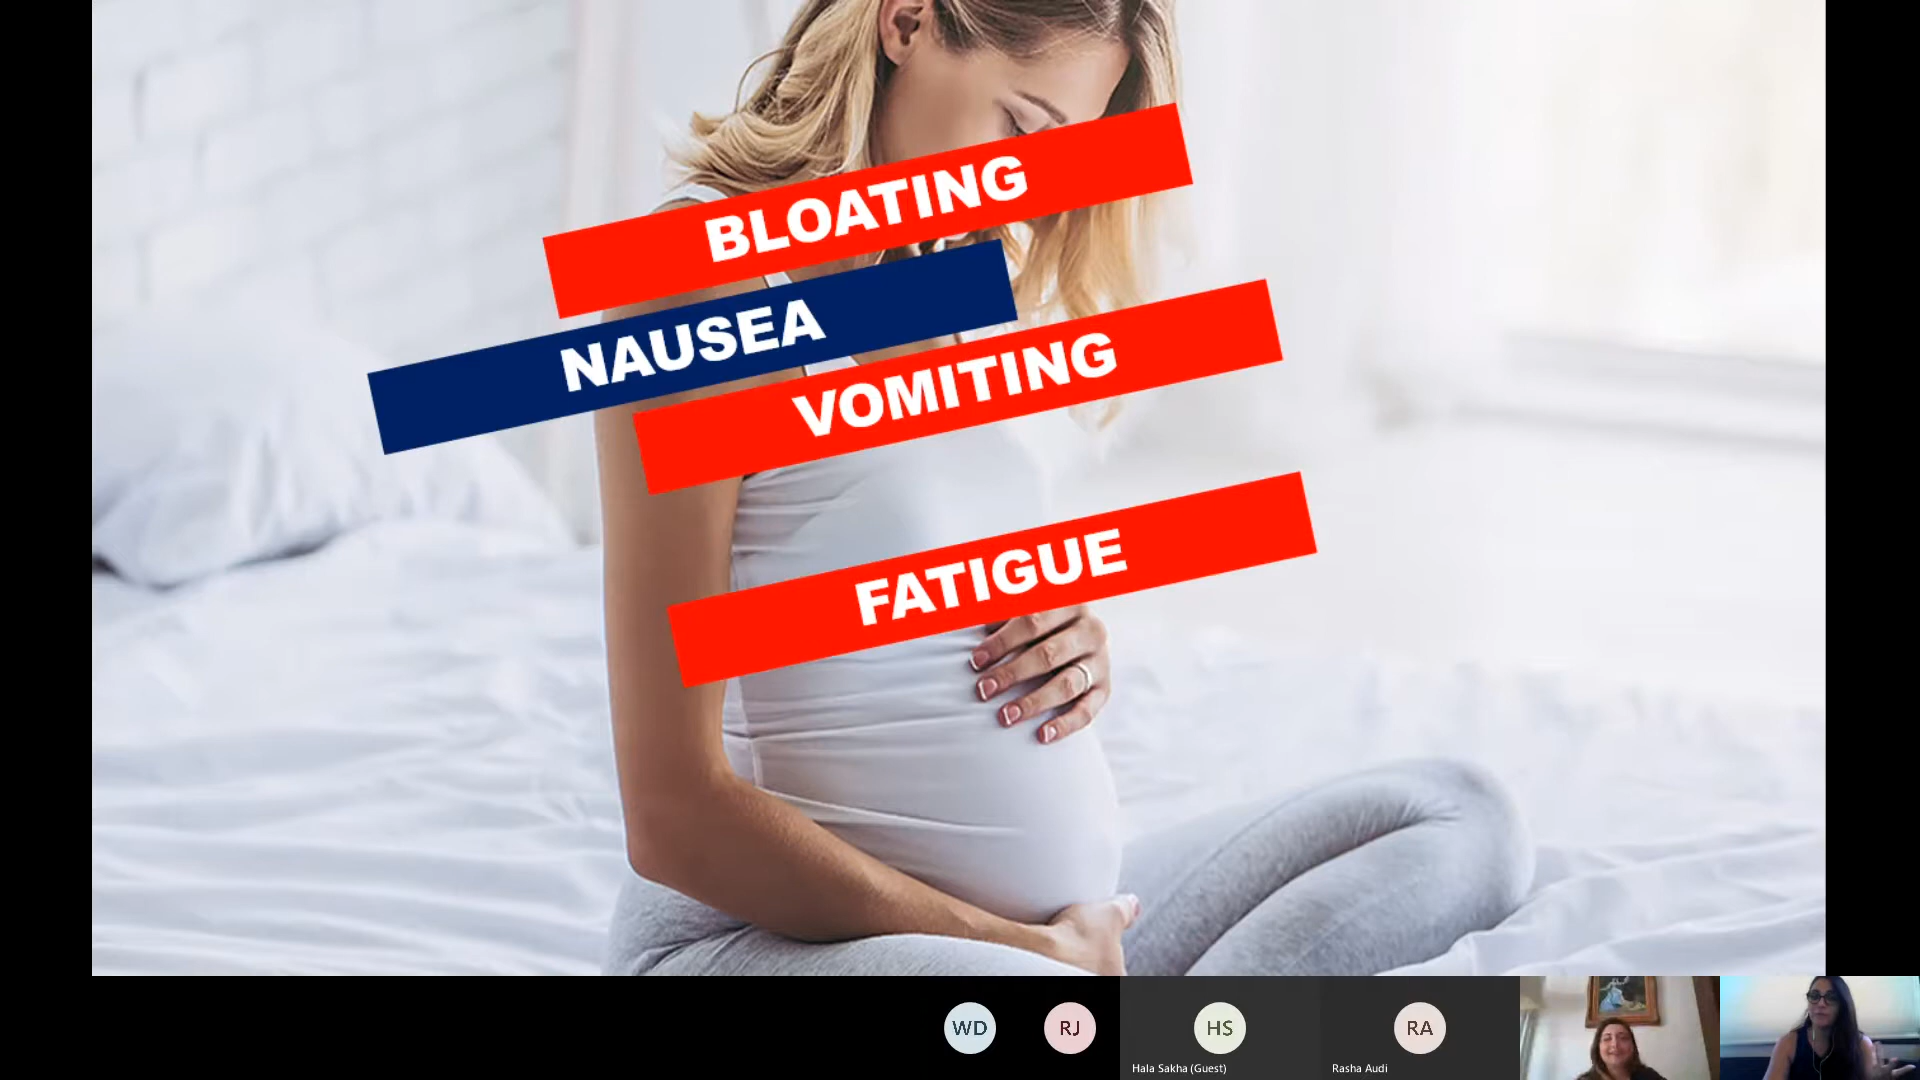 BLOATING
NAUSEA
VOMITING
FATIGUE
WD
RJ
HS
RA
Hala Sakha (Guest)
Rasha Audi